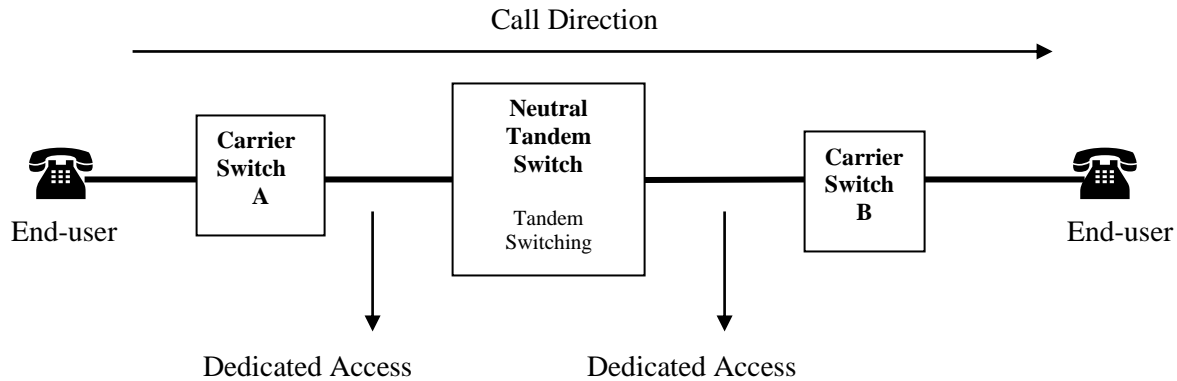 Call Direction
Neutral
Tandem
Switch
Tandem
Switching
Carrier
Switch
A
Carrier
Switch
B
End-user
End-user
Dedicated Access
Dedicated Access